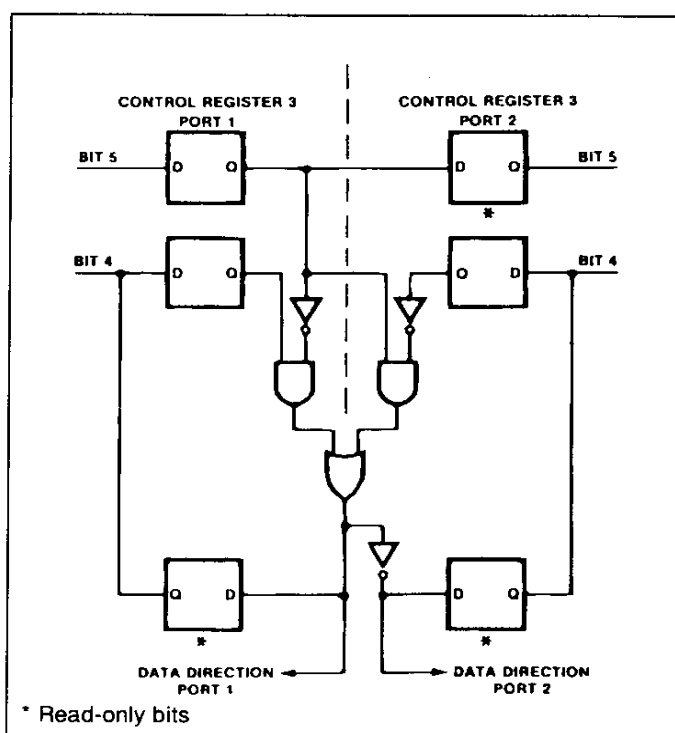 CONTROL REGISTER 3
PORT 1
CONTROL REGISTER 3
PORT 2
BIT 5
D Q
D Q
BIT 5
*
BIT 4
D Q
Q D
BIT 4
Q D
D Q
*
*
DATA DIRECTION
PORT 1
DATA DIRECTION
PORT 2
* Read-only bits